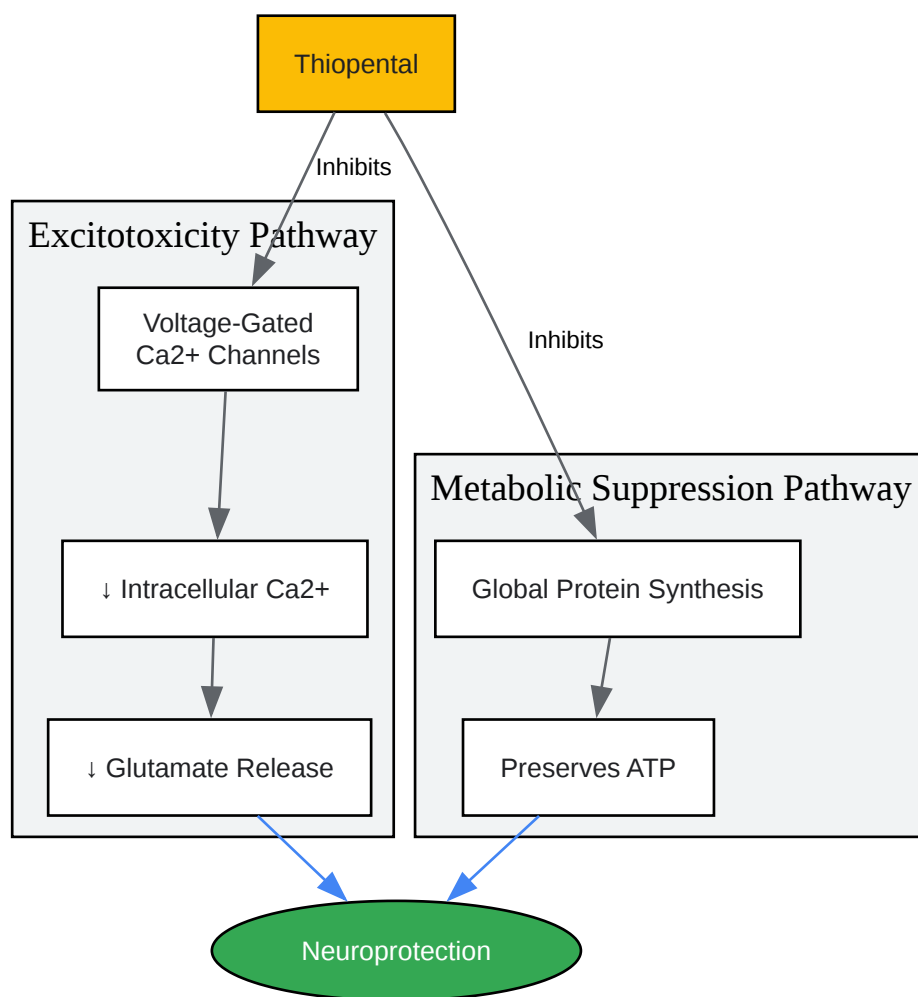 Thiopental
Inhibits
Excitotoxicity Pathway
Voltage-Gated
Ca2+ Channels
Inhibits
Metabolic Suppression Pathway
↓ Intracellular Ca2+
Global Protein Synthesis
↓ Glutamate Release
Preserves ATP
Neuroprotection